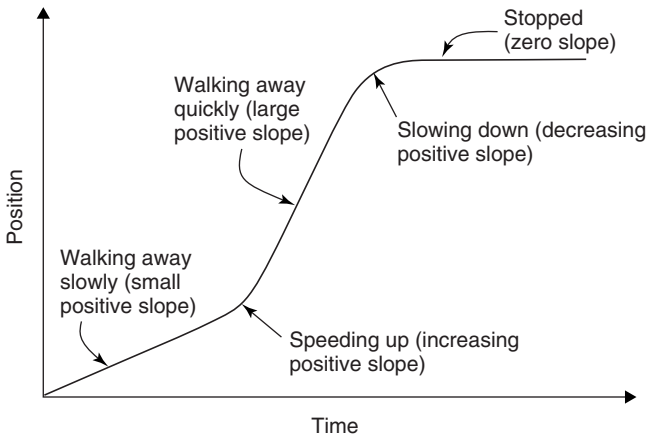 Stopped
(zero slope)
Walking away
quickly (large
positive slope)
Slowing down (decreasing
positive slope)
Position
Walking away
slowly (small
positive slope)
Speeding up (increasing
positive slope)
Time